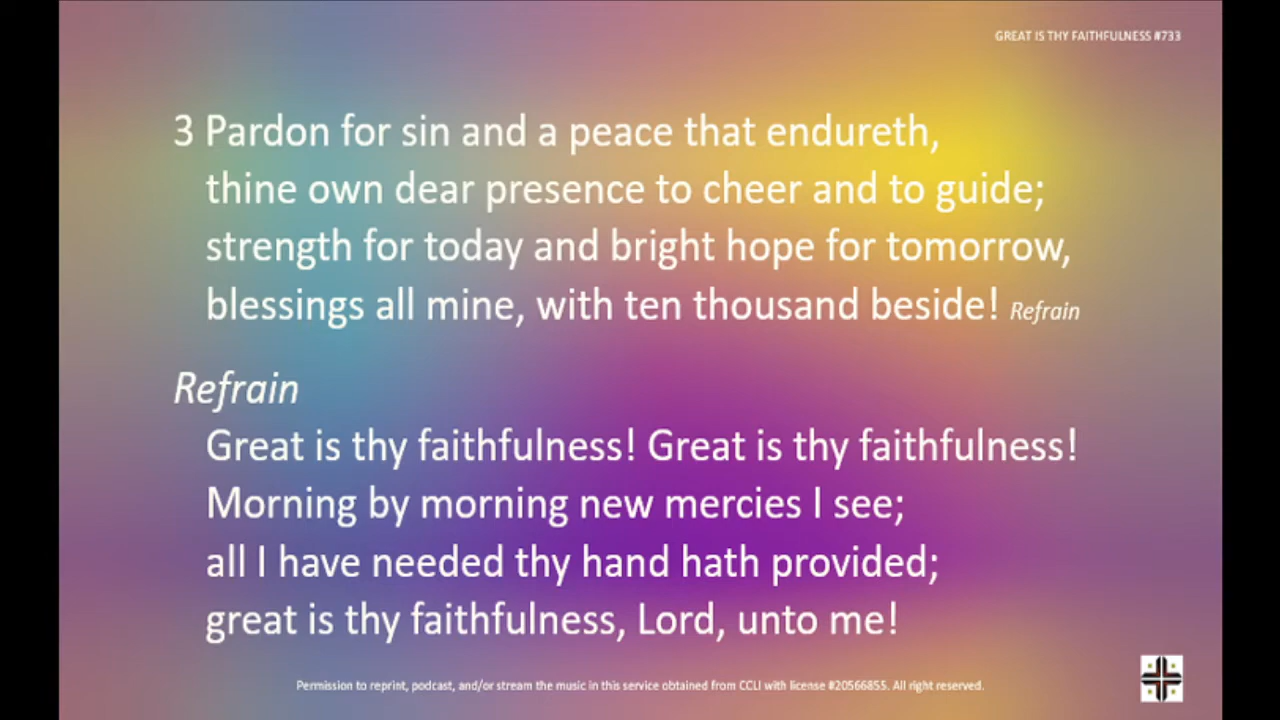 GREAT IS THY FAITHFULNESS #733
3 Pardon for sin and a peace that endureth,
thine own dear presence to cheer and to guide;
strength for today and bright hope for tomorrow,
blessings all mine, with ten thousand beside! Refrain
Refrain
Great is thy faithfulness! Great is thy faithfulness!
Morning by morning new mercies I see;
all I have needed thy hand hath provided;
great is thy faithfulness, Lord, unto me!
Permission to reprint, podcast, and/or stream the music in this service obtained from CCLI with license #20566855. All right reserved.